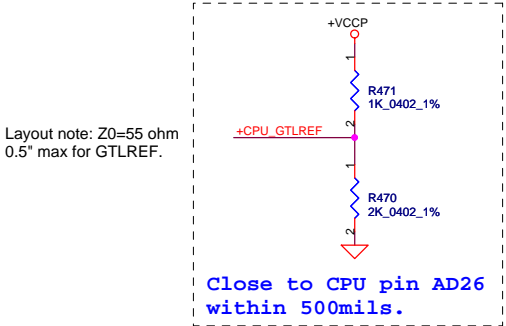 +VCCP
1
R471
1K_0402_1%
2
Layout note: Z0=55 ohm
0.5" max for GTLREF.
+CPU_GTLREF
1
R470
2K_0402_1%
2
Close to CPU pin AD26
within 500mils.